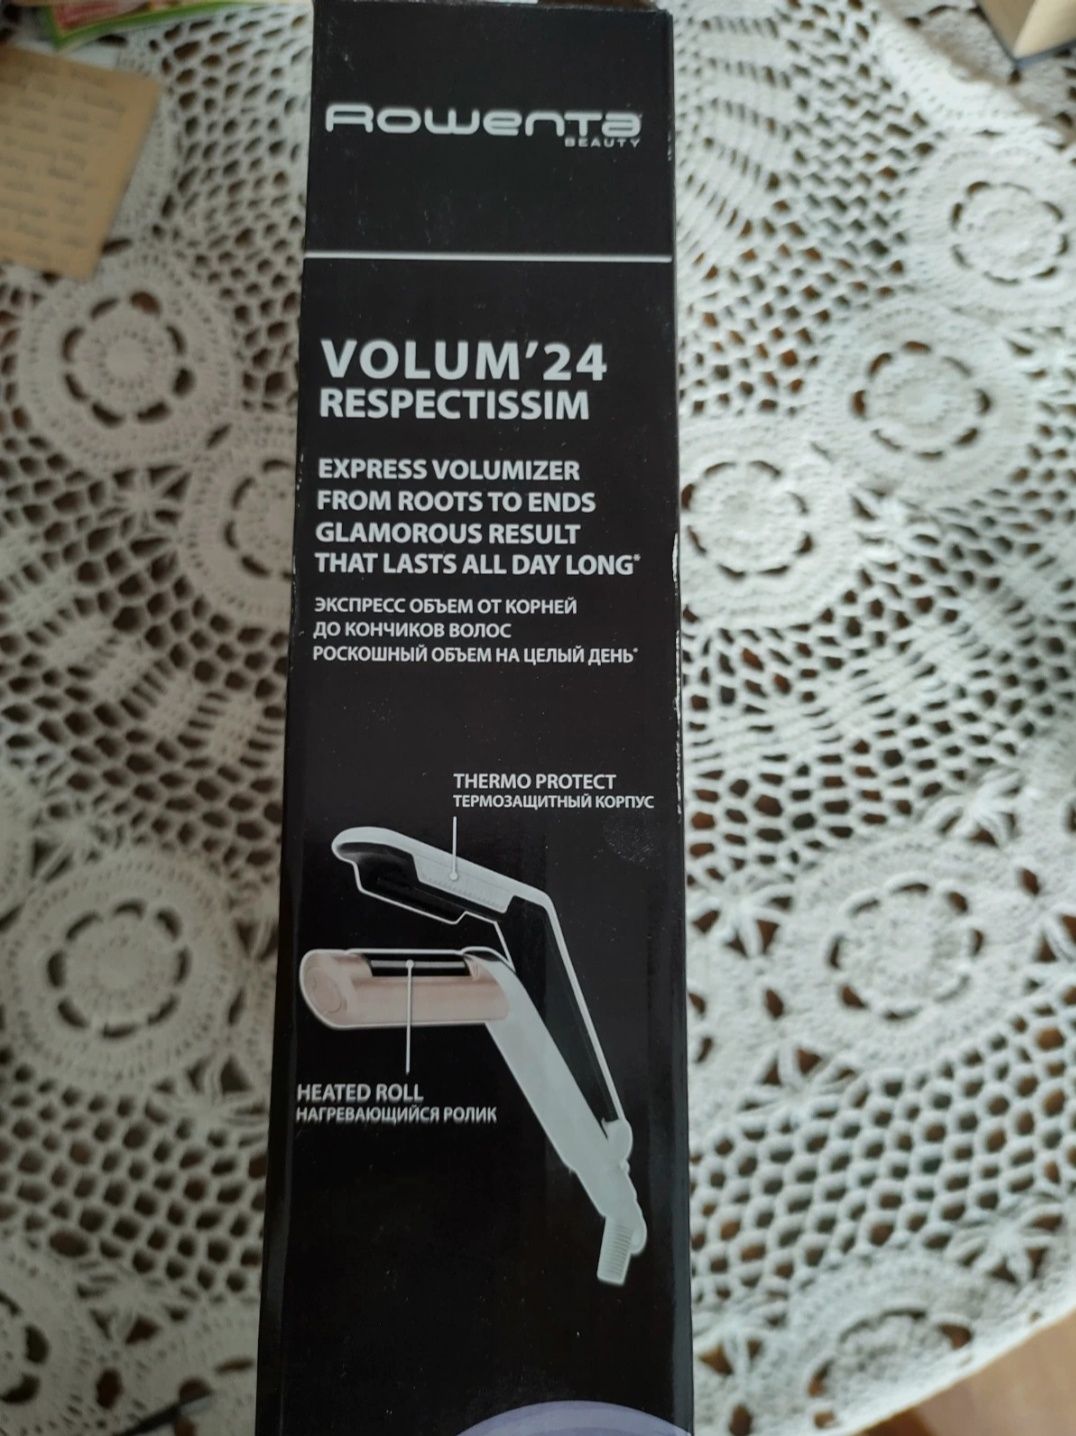 Rowenta
BEAUTY
VOLUM'24
RESPECTISSIM
EXPRESS VOLUMIZER
FROM ROOTS TO ENDS
GLAMOROUS RESULT
THAT LASTS ALL DAY LONG*
ЭКСПРЕСС ОБЪЕМ ОТ КОРНЕЙ
ДО КОНЧИКОВ ВОЛОС
РОСКОШНЫЙ ОБЪЕМ НА ЦЕЛЫЙ ДЕНЬ*
THERMO PROTECT
ТЕРМОЗАЩИТНЫЙ КОРПУС
HEATED ROLL
НАГРЕВАЮЩИЙСЯ РОЛИК